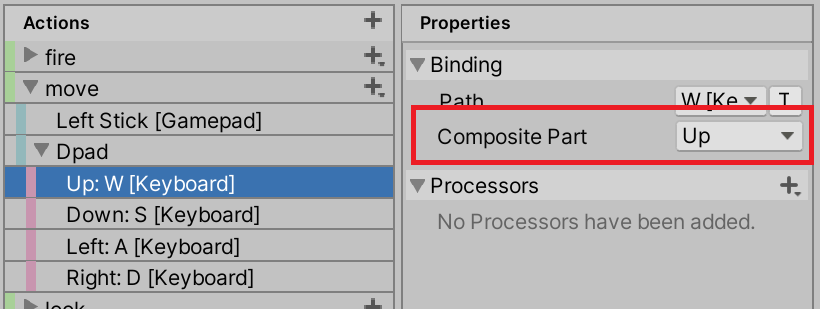 Actions
fire
move
Left Stick [Gamepad]
Dpad
Up: W [Keyboard]
Down: S [Keyboard]
Left: A [Keyboard]
Right: D [Keyboard]
look
Properties
Binding
Path W [Ke T
Composite Part Up
Processors
No Processors have been added.